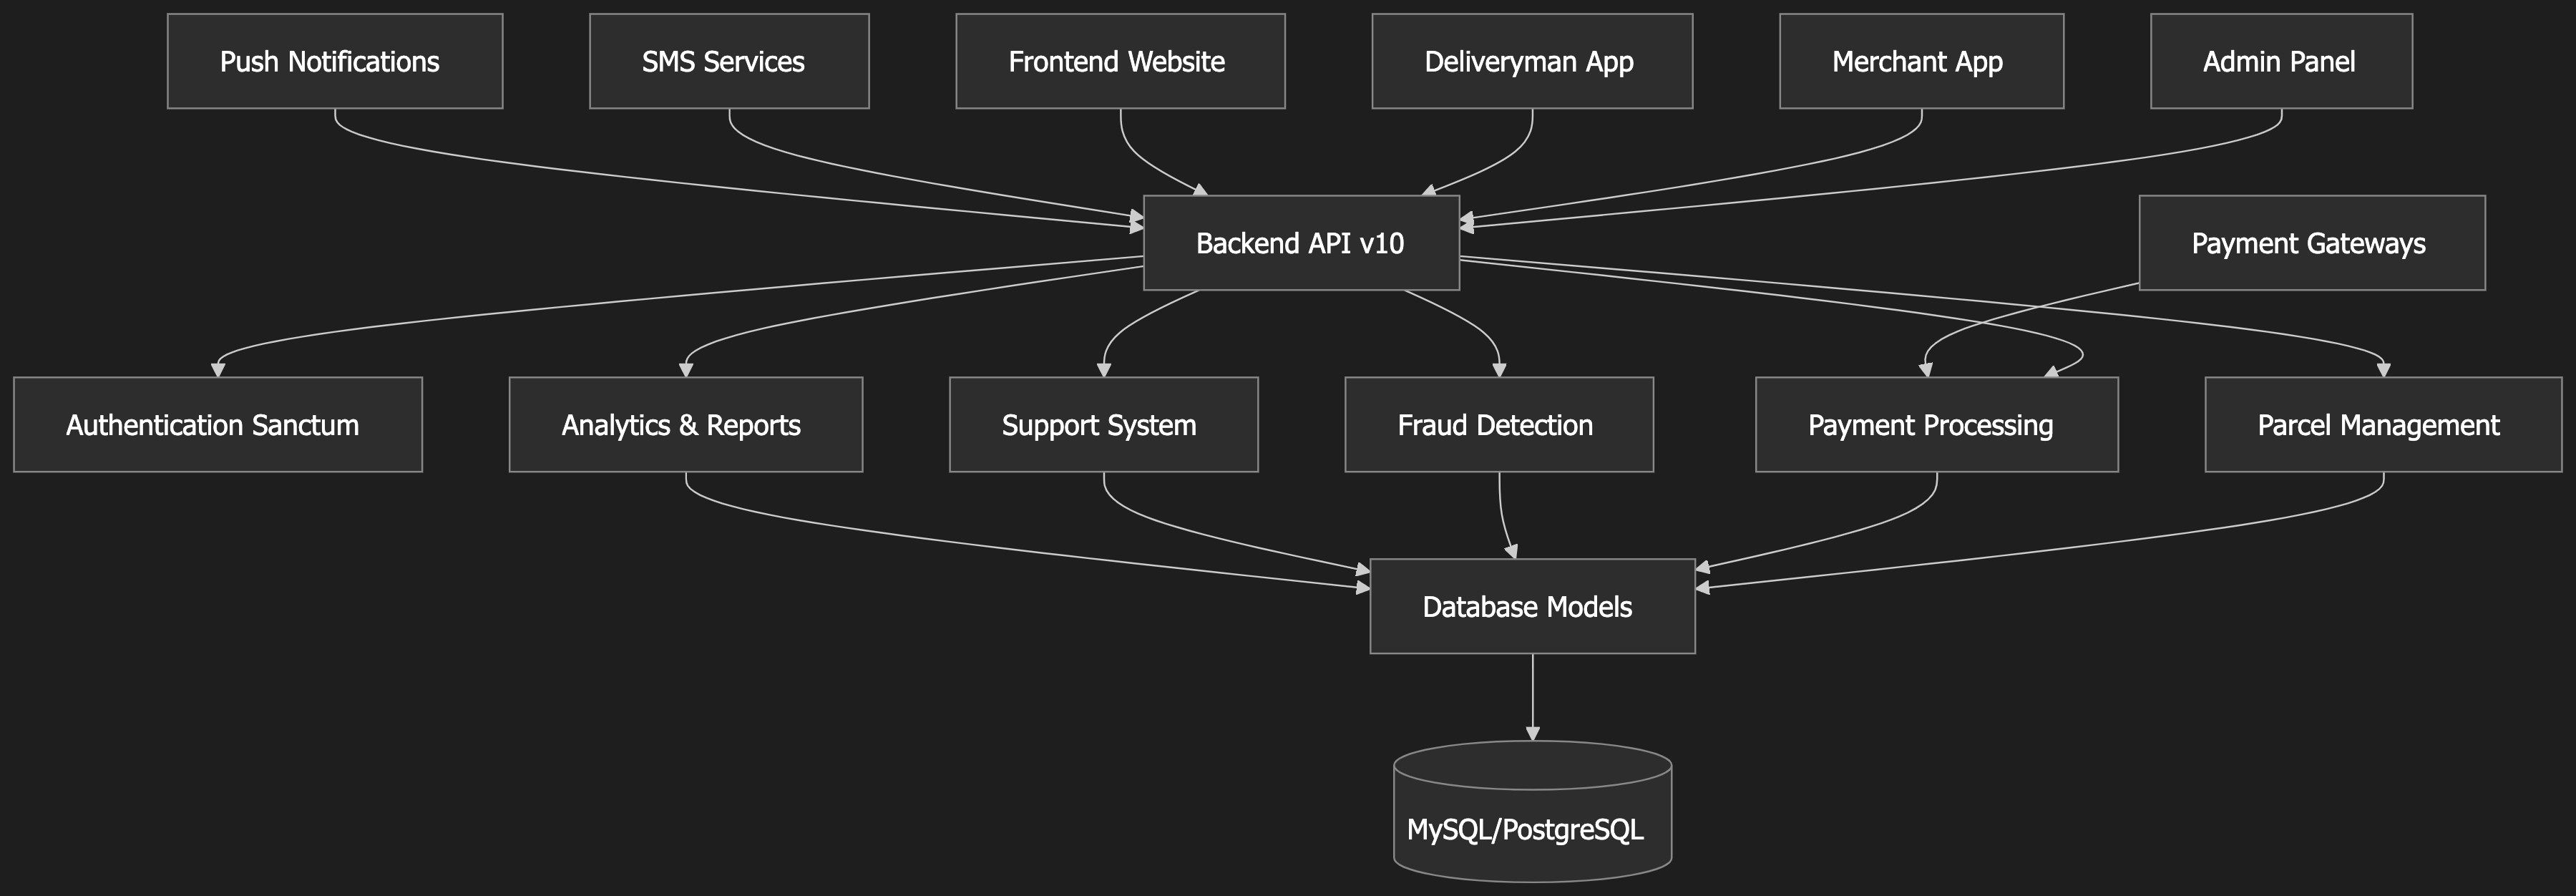 Push Notifications
SMS Services
Frontend Website
Deliveryman App
Merchant App
Admin Panel
Backend API v10
Payment Gateways
Authentication Sanctum
Analytics & Reports
Support System
Fraud Detection
Payment Processing
Parcel Management
Database Models
MySQL/PostgreSQL